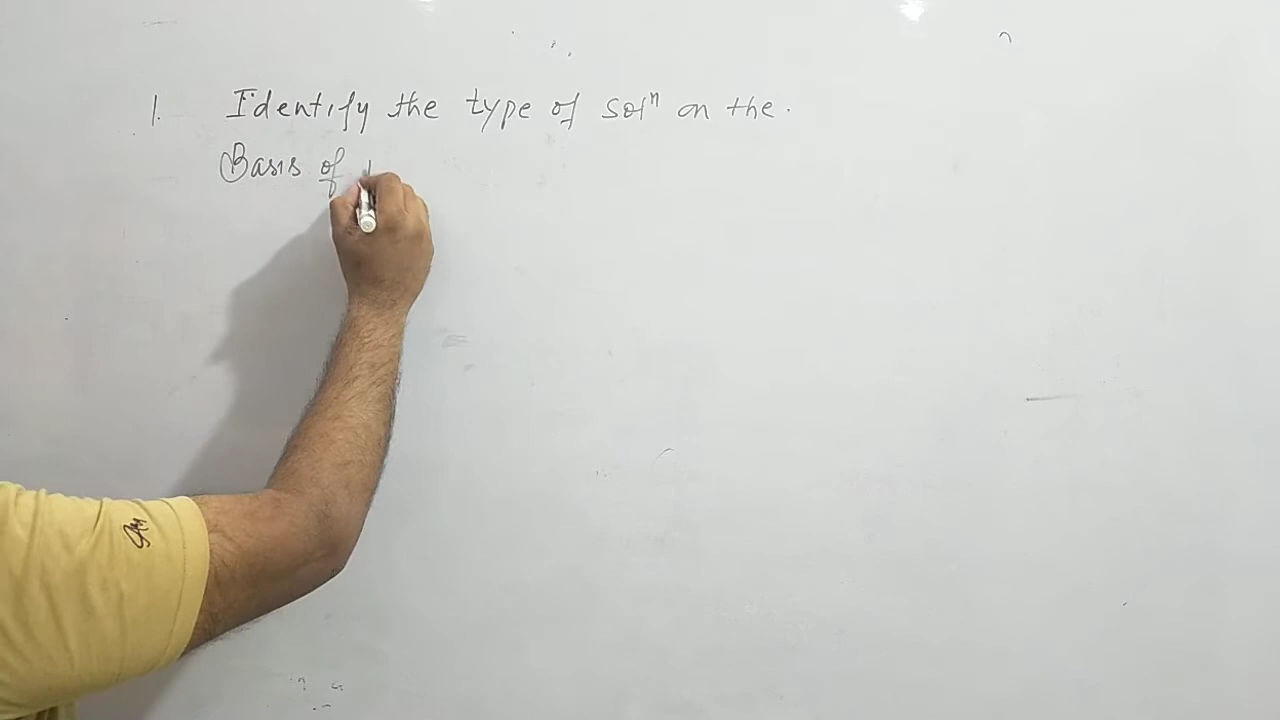 1. Identify the type of solⁿ on the.
Basis of